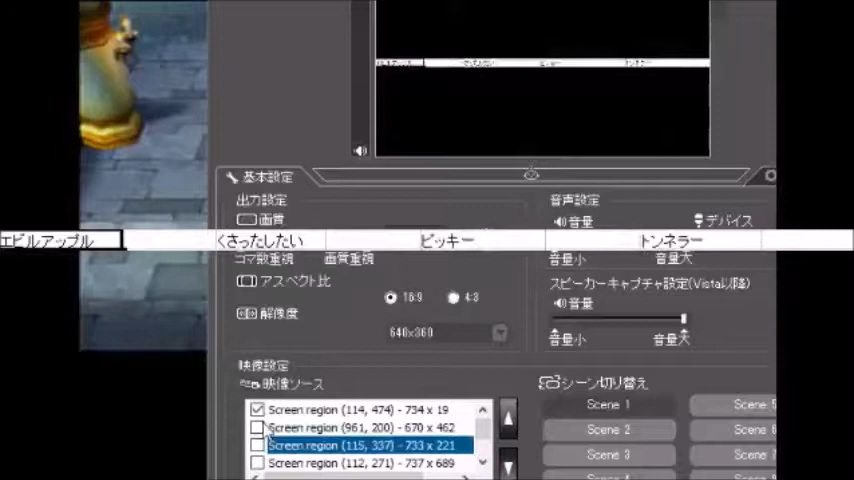 基本設定
出力設定
画質
音声設定
音量
デバイス
エビルアップル
くさったしたい
ビッキー
トンネラー
コマ数重視
画質重視
音量小
音量大
アスペクト比
16:9
4:3
スピーカーキャプチャ設定(Vista以降)
音量
解像度
640x360
音量小
音量大
映像設定
映像ソース
シーン切り替え
Screen region (114, 474) - 734 x 19
Screen region (961, 200) - 670 x 462
Screen region (115, 337) - 733 x 221
Screen region (112, 271) - 737 x 689
Scene 1
Scene 5
Scene 2
Scene
Scene 3
Scene